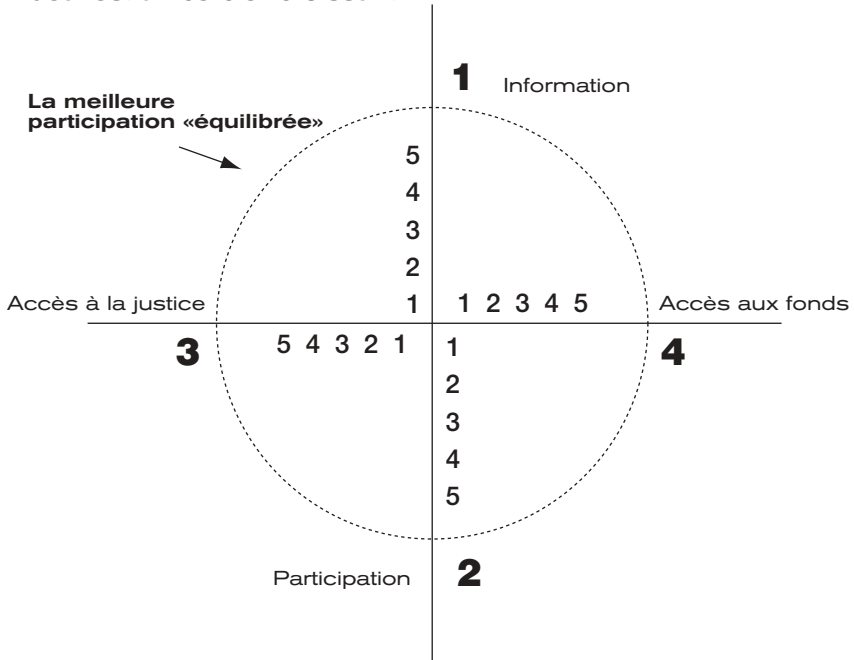 1 Information
La meilleure
participation «équilibrée»
5
4
3
2
1
1 2 3 4 5
Accès à la justice
Accès aux fonds
3
5 4 3 2 1
4
1
2
3
4
5
Participation 2